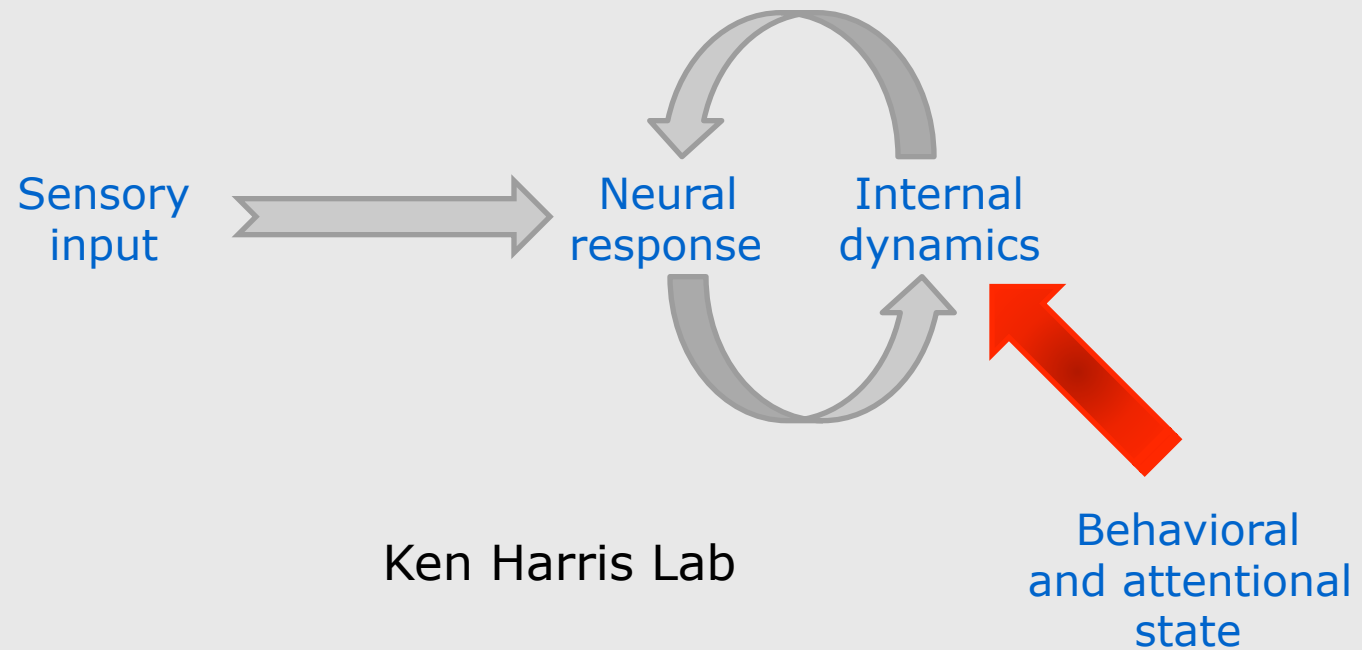 Sensory
input
Neural
response
Internal
dynamics
Ken Harris Lab
Behavioral
and attentional
state